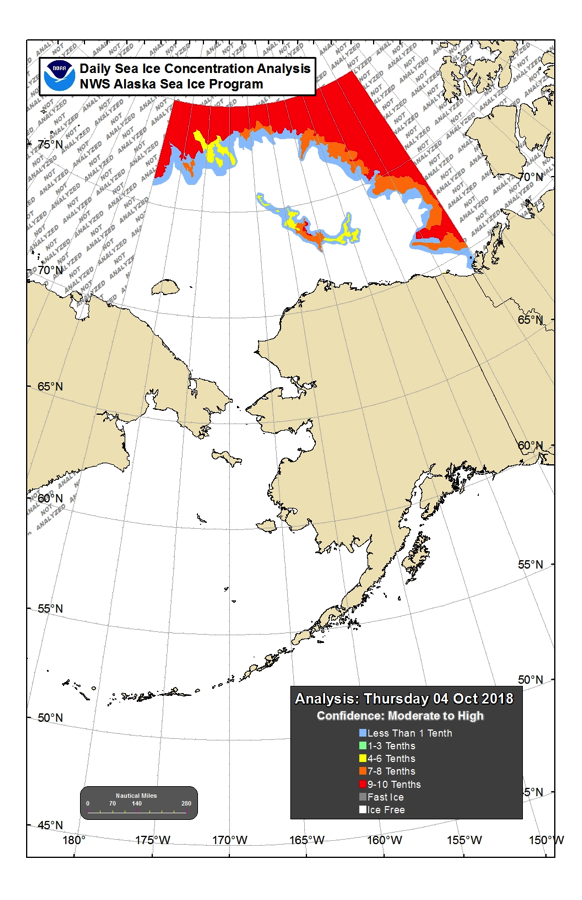 NOAA
Daily Sea Ice Concentration Analysis
NWS Alaska Sea Ice Program
NOT
ANALYZED
75°N
70°N
70°N
65°N
65°N
60°N
60°N
55°N
55°N
50°N
50°N
45°N
5°N
Analysis: Thursday 04 Oct 2018
Confidence: Moderate to High
Less Than 1 Tenth
1-3 Tenths
4-6 Tenths
7-8 Tenths
9-10 Tenths
Fast Ice
Ice Free
Nautical Miles
0 70 140 280
180° 175°W 170°W 165°W 160°W 155°W 150°W